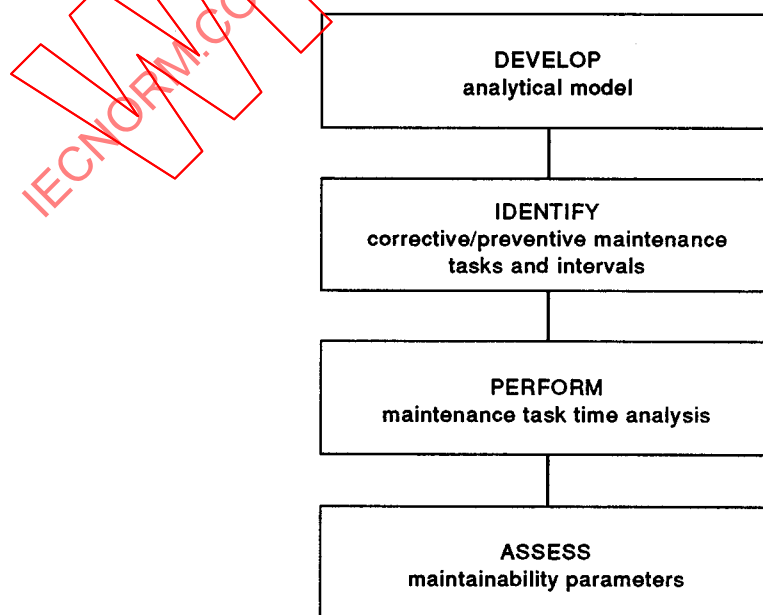 DEVELOP
analytical model
IDENTIFY
corrective/preventive maintenance
tasks and intervals
PERFORM
maintenance task time analysis
ASSESS
maintainability parameters
IECNORM.CO